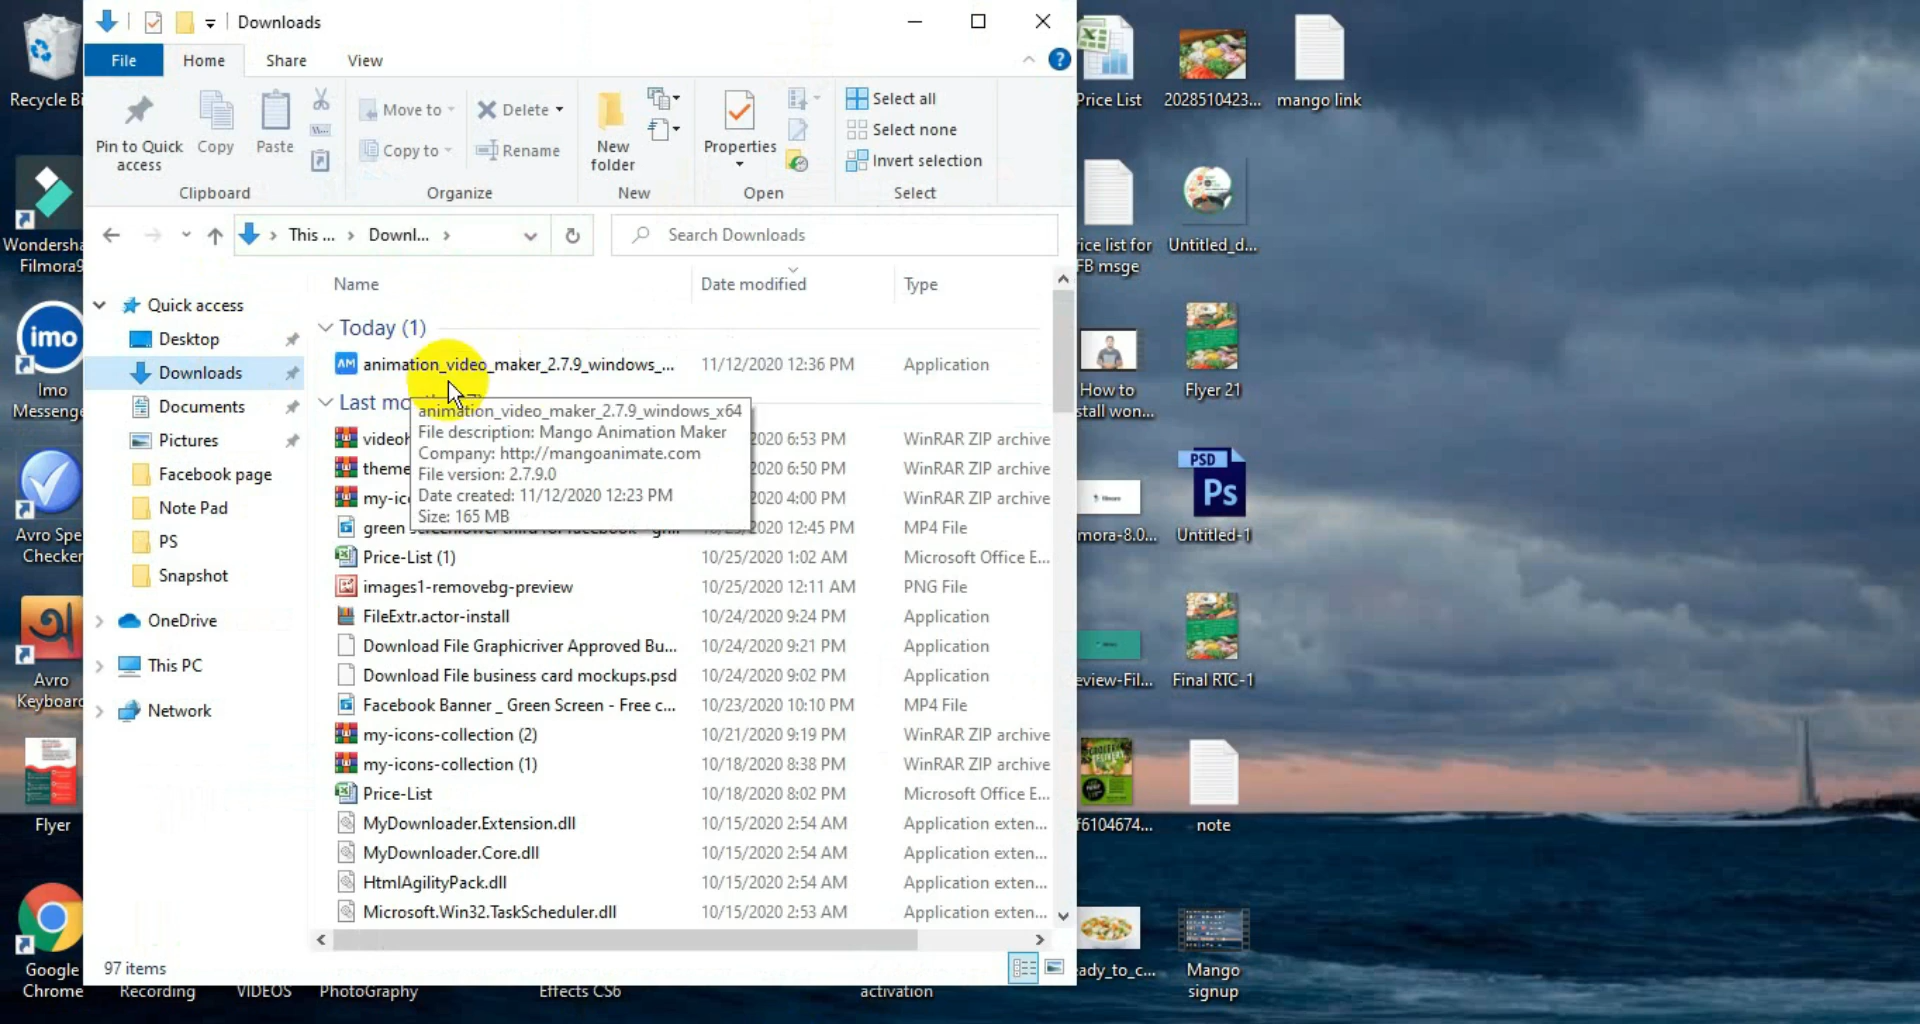 Downloads
File
Home
Share
View
Pin to Quick access
Copy
Paste
Clipboard
Move to
Copy to
Delete
Rename
Organize
New folder
New
Properties
Open
Select all
Select none
Invert selection
Select
This ...
Downl...
Search Downloads
Name
Date modified
Type
Quick access
Desktop
Downloads
Documents
Pictures
Facebook page
Note Pad
PS
Snapshot
OneDrive
This PC
Network
Today (1)
AM animation_video_maker_2.7.9_windows_... 11/12/2020 12:36 PM Application
Last mo
animation_video_maker_2.7.9_windows_x64
File description: Mango Animation Maker
Company: http://mangoanimate.com
File version: 2.7.9.0
Date created: 11/12/2020 12:23 PM
Size: 165 MB
2020 6:53 PM WinRAR ZIP archive
theme 2020 6:50 PM WinRAR ZIP archive
my-ic 2020 4:00 PM WinRAR ZIP archive
green 2020 12:45 PM MP4 File
Price-List (1) 10/25/2020 1:02 AM Microsoft Office E...
images1-removebg-preview 10/25/2020 12:11 AM PNG File
FileExtr.actor-install 10/24/2020 9:24 PM Application
Download File Graphicriver Approved Bu... 10/24/2020 9:21 PM Application
Download File business card mockups.psd 10/24/2020 9:02 PM Application
Facebook Banner _ Green Screen - Free c... 10/23/2020 10:10 PM MP4 File
my-icons-collection (2) 10/21/2020 9:19 PM WinRAR ZIP archive
my-icons-collection (1) 10/18/2020 8:38 PM WinRAR ZIP archive
Price-List 10/18/2020 8:02 PM Microsoft Office E...
MyDownloader.Extension.dll 10/15/2020 2:54 AM Application exten...
MyDownloader.Core.dll 10/15/2020 2:54 AM Application exten...
HtmlAgilityPack.dll 10/15/2020 2:54 AM Application exten...
Microsoft.Win32.TaskScheduler.dll 10/15/2020 2:53 AM Application exten...
97 items
Recycle Bi
Wondersha
Filmora9
imo
Imo
Messenge
Avro Spe
Checker
অ
Avro
Keyboard
Flyer
Google
Chrome
Recording
VIDEOS
PhotoGraphy
Effects CS6
activation
Price List
2028510423...
mango link
rice list for
FB msge
Untitled_d...
How to
stall won...
Flyer 21
mora-8.0...
PSD
Ps
Untitled-1
eview-Fil...
Final RTC-1
f6104674...
note
eady_to_c...
Mango
signup